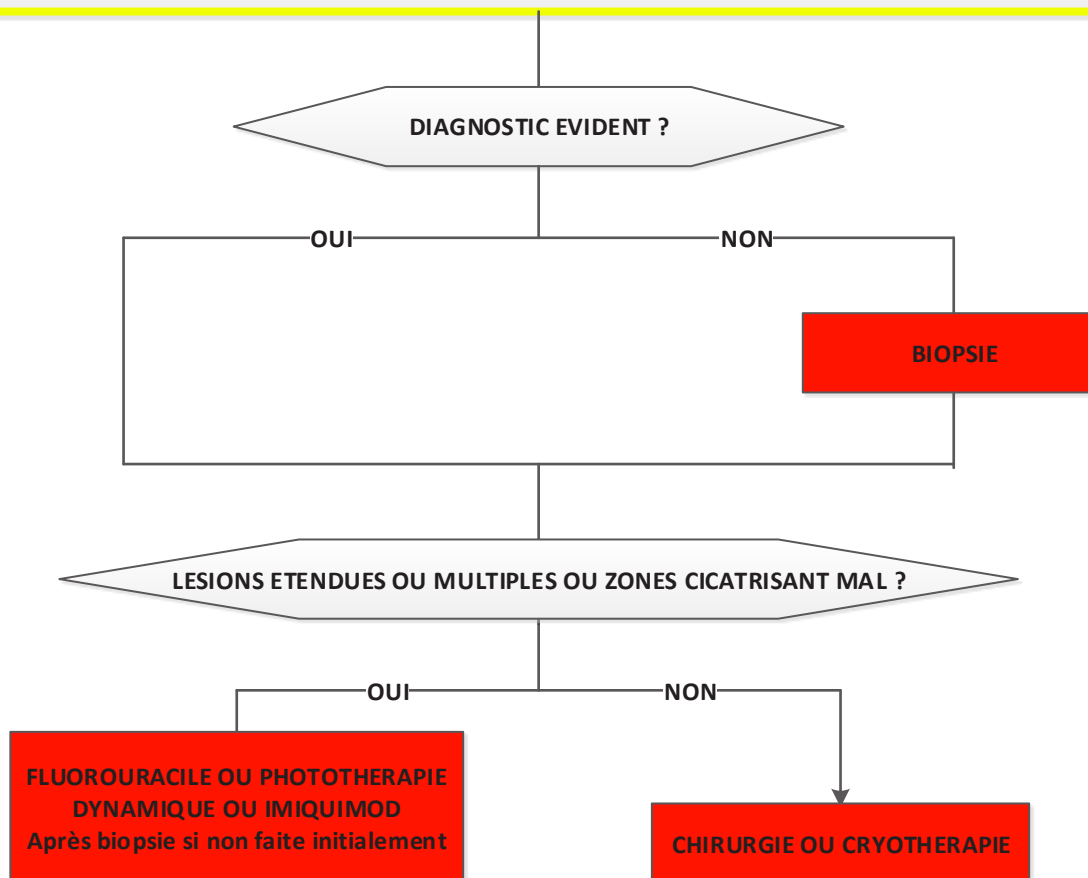 DIAGNOSTIC EVIDENT ?
OUI
NON
BIOPSIE
LESIONS ETENDUES OU MULTIPLES OU ZONES CICATRISANT MAL ?
OUI
NON
FLUOROURACILE OU PHOTOTHERAPIE
DYNAMIQUE OU IMIQUIMOD
Après biopsie si non faite initialement
CHIRURGIE OU CRYOTHERAPIE